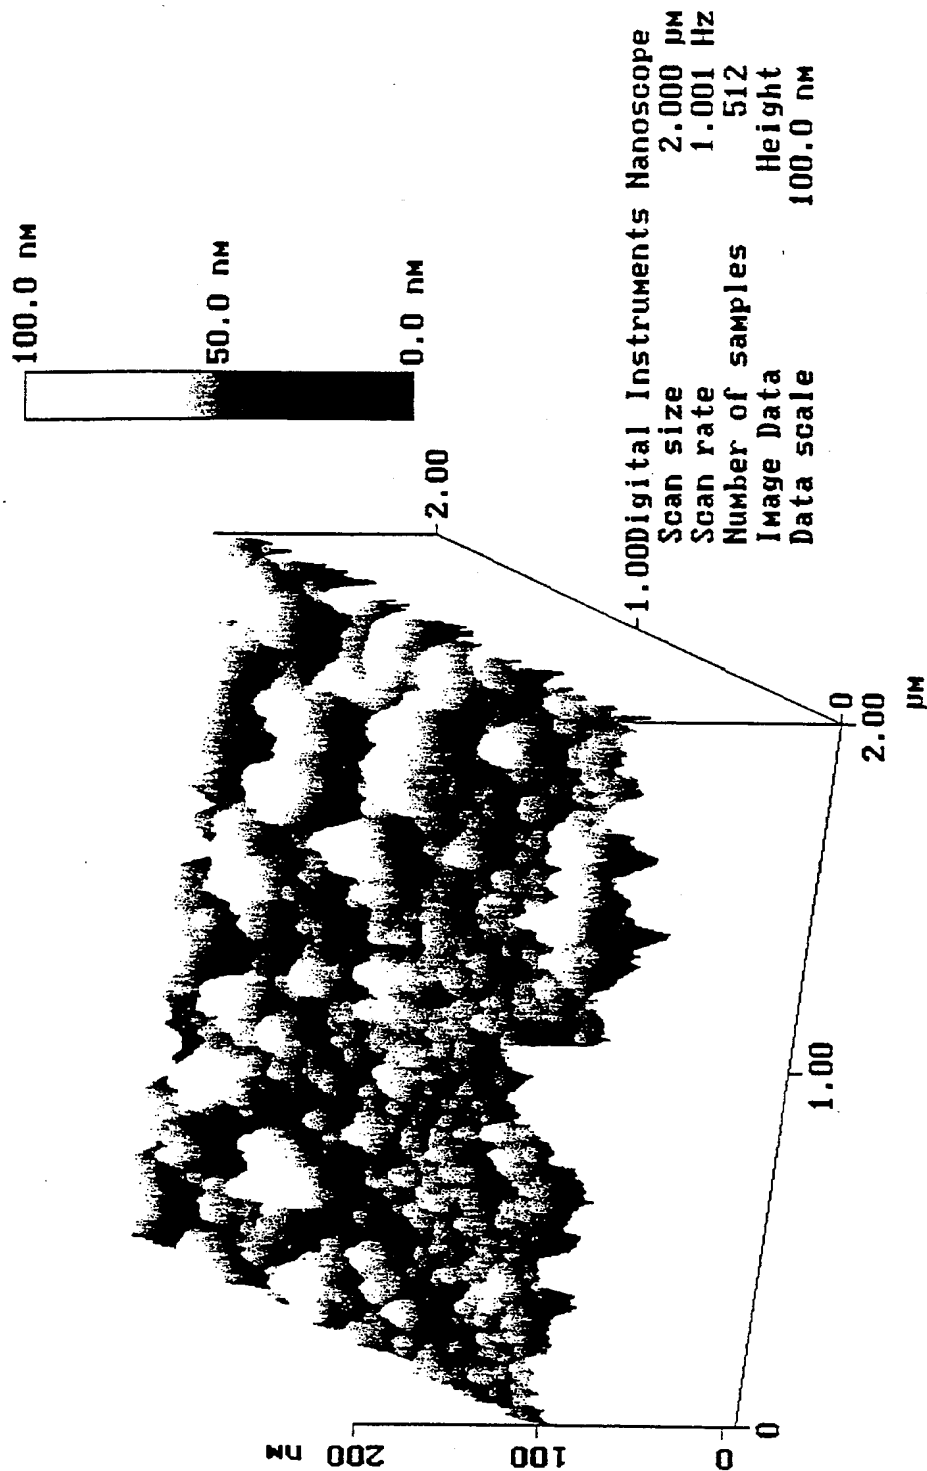 100.0 nM
50.0 nM
0.0 nM
Digital Instruments Nanoscope
Scan size 2.000 µM
Scan rate 1.001 Hz
Number of samples 512
Image Data Height
Data scale 100.0 nM
2.00
1.00
0
2.00
µM
1.00
0
200
nM
100
0